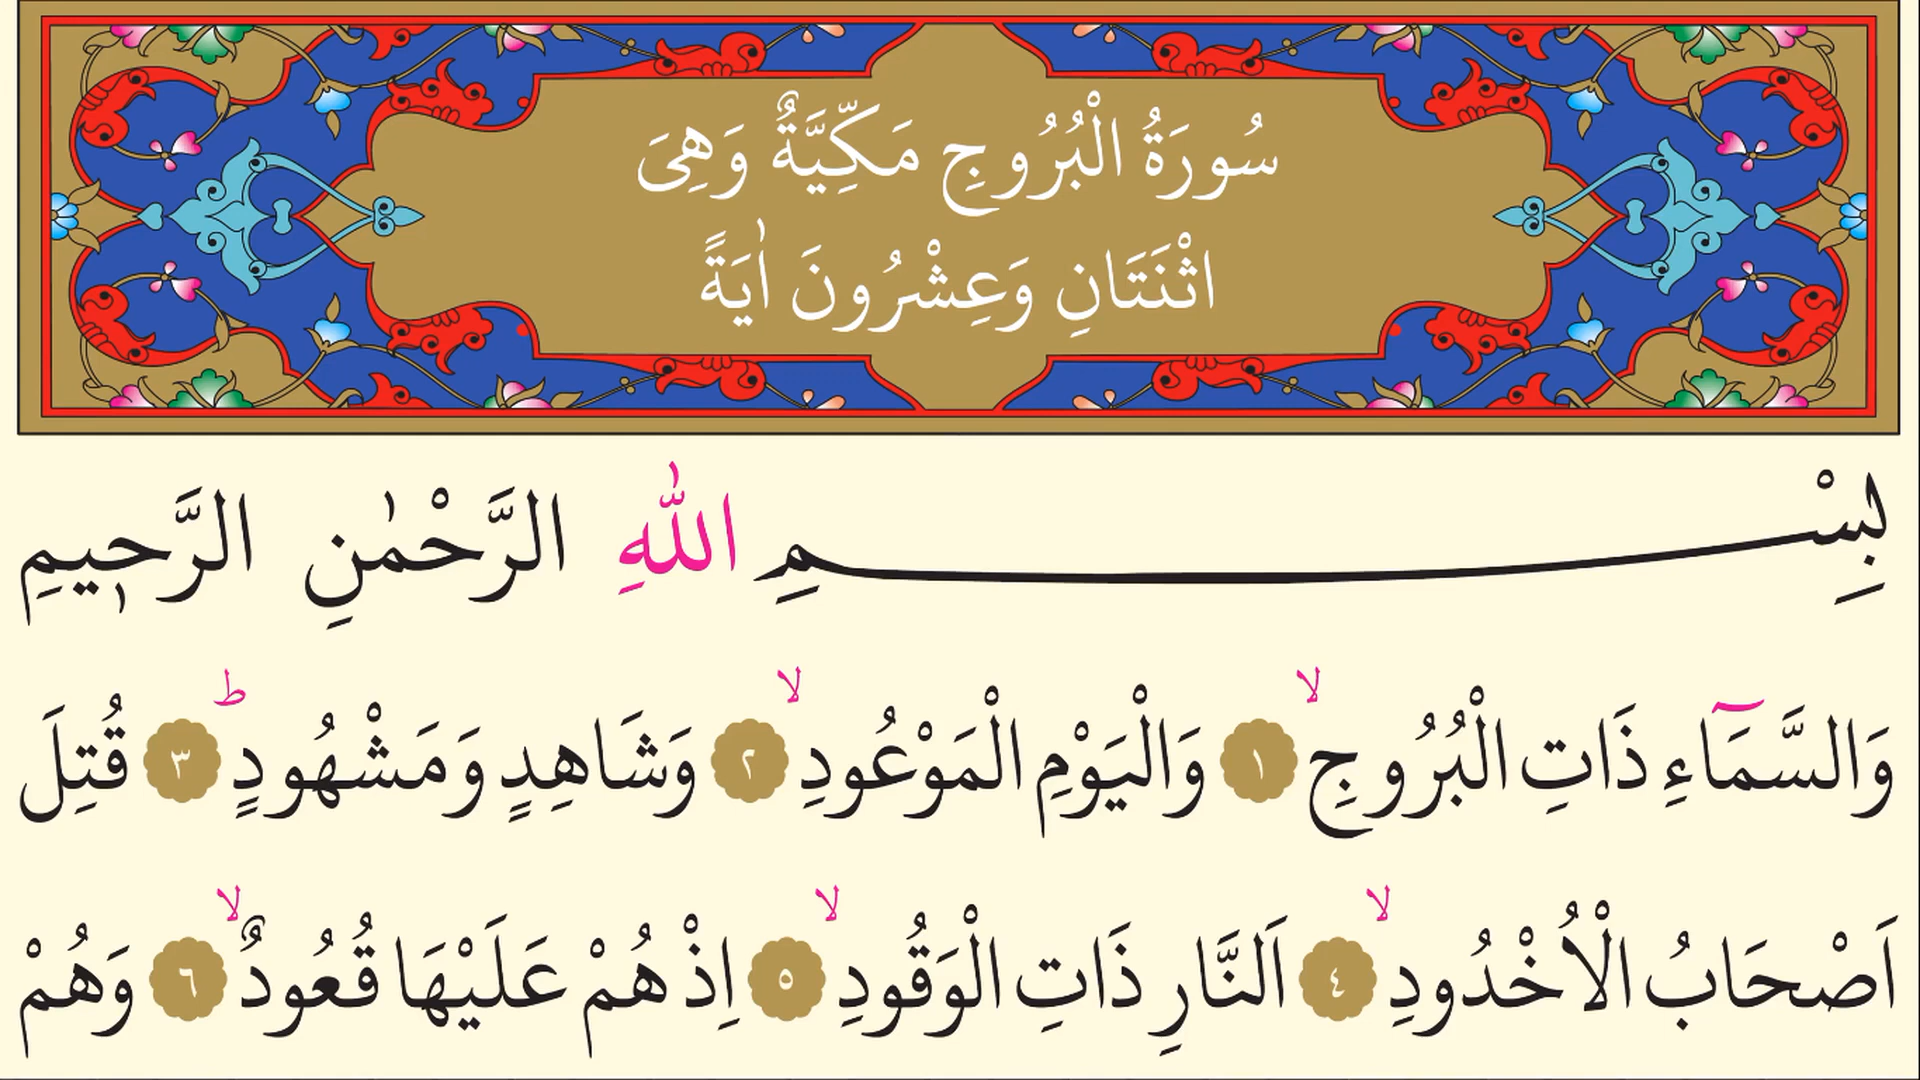 سُورَةُ الْبُرُوجِ مَكِّيَّةٌ وَهِىَ
اثْنَتَانِ وَعِشْرُونَ اٰيَةً
بِسْمِ اللّٰهِ الرَّحْمٰنِ الرَّحٖيمِ
وَالسَّمَٓاءِ ذَاتِ الْبُرُوجِۙ ١ وَالْيَوْمِ الْمَوْعُودِۙ ٢ وَشَاهِدٍ وَمَشْهُودٍۜ ٣ قُتِلَ
اَصْحَابُ الْاُخْدُودِۙ ٤ اَلنَّارِ ذَاتِ الْوَقُودِۙ ٥ اِذْ هُمْ عَلَيْهَا قُعُودٌۙ ٦ وَهُمْ